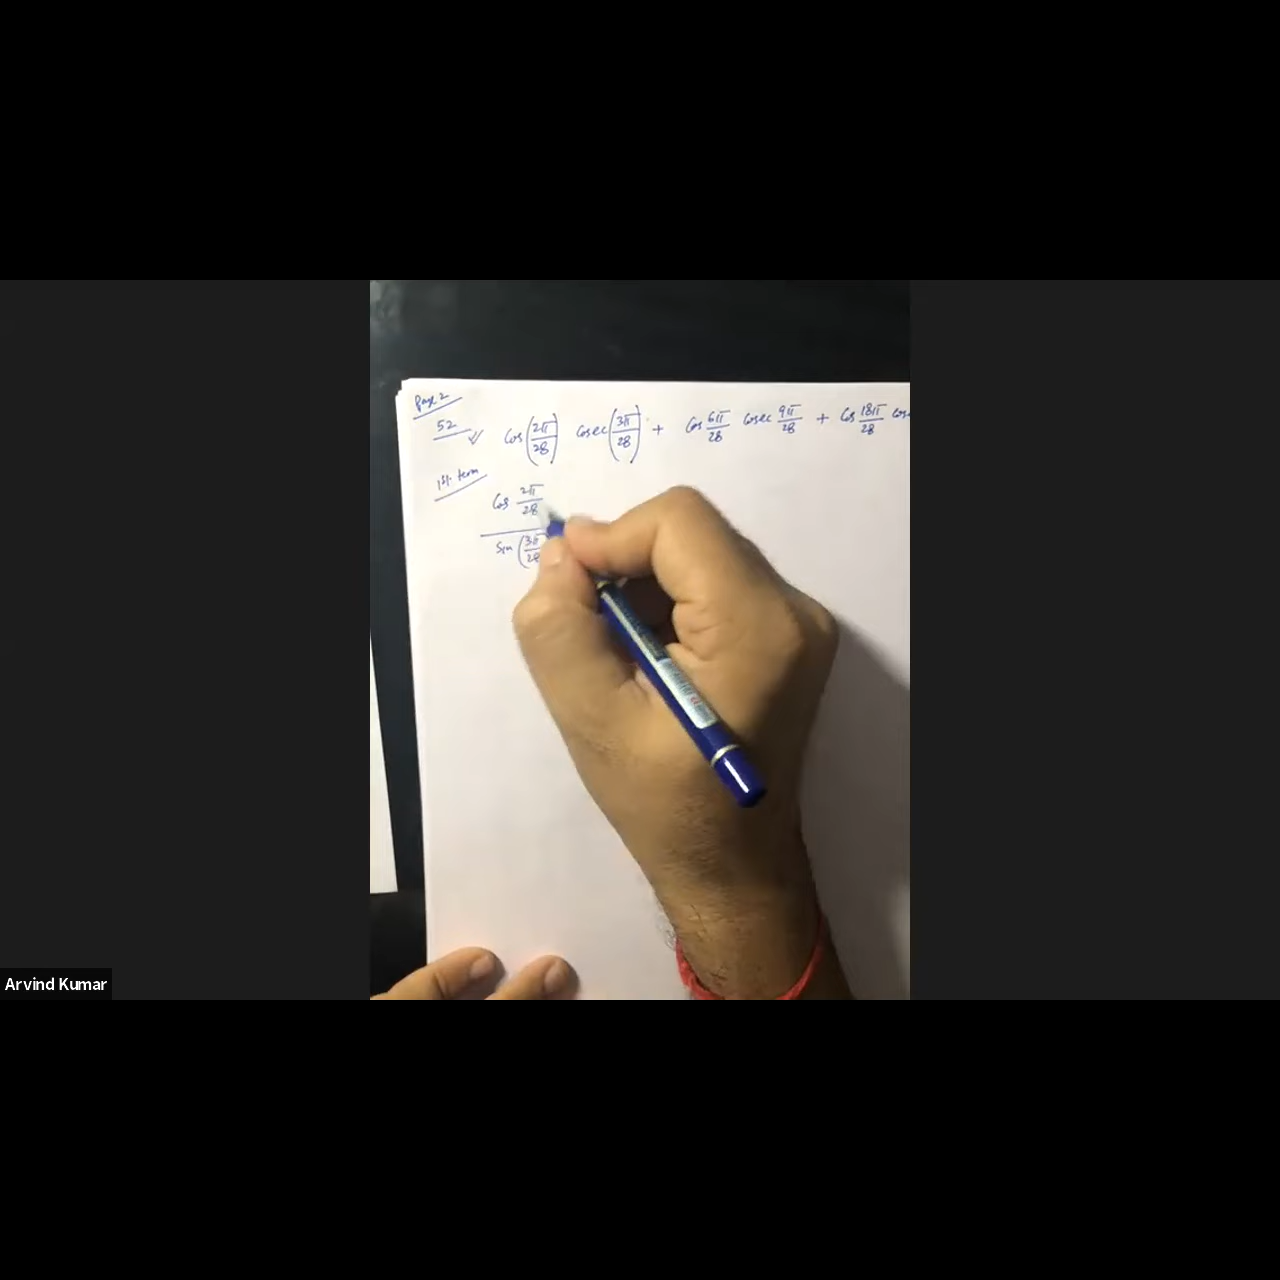 Page 2
52 cos(2π/28) cosec(3π/28) + cos 6π/28 cosec 9π/28 + cos 18π/28
1st term
cos 2π/28
sin (3π/28
Arvind Kumar